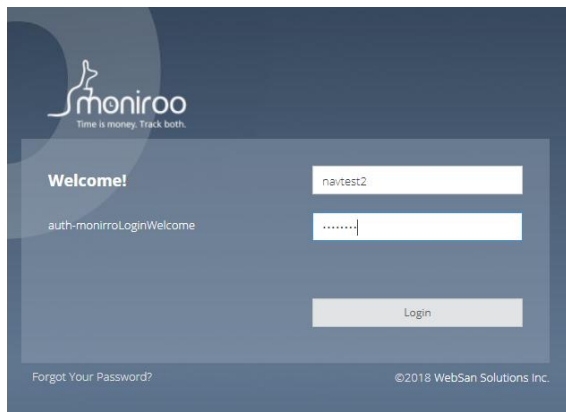 moniroo
Time is money. Track both.
Welcome!
navtest2
auth-monirroLoginWelcome
........
Login
Forgot Your Password?
©2018 WebSan Solutions Inc.